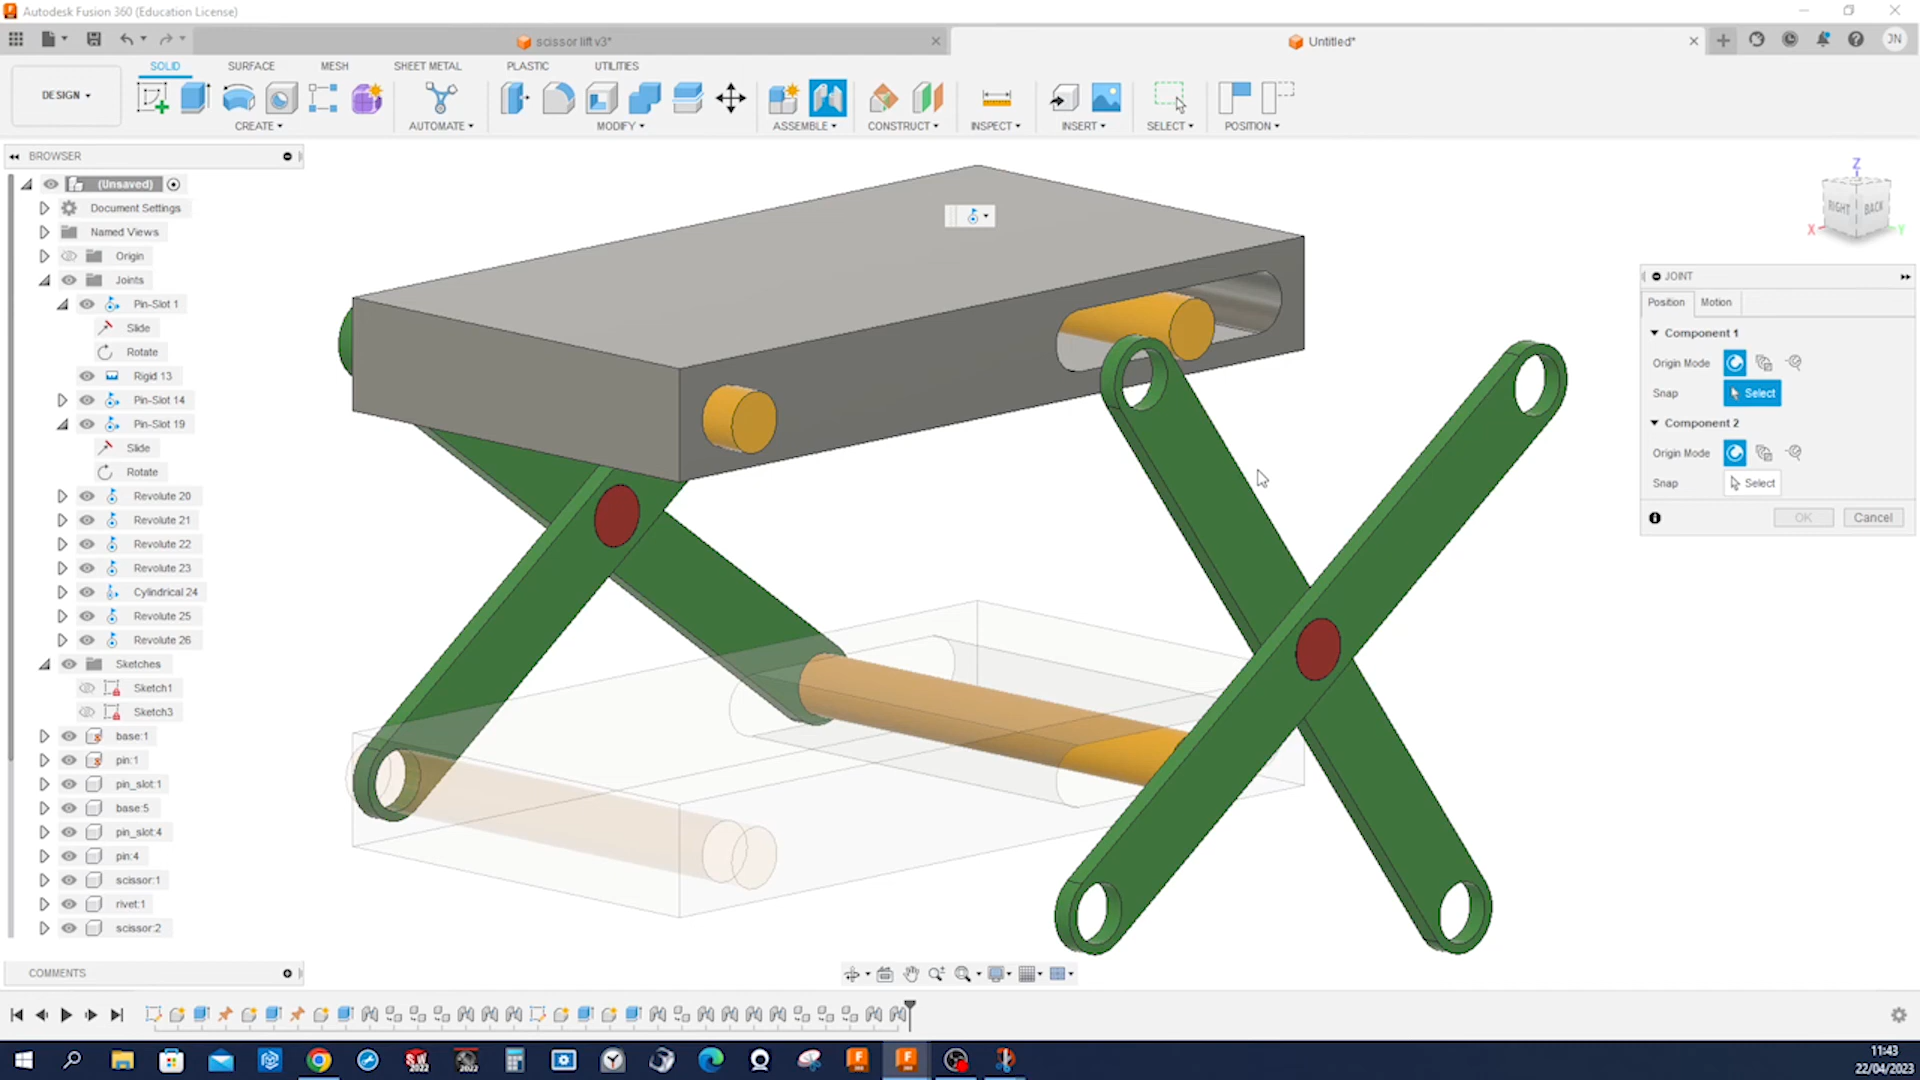 Autodesk Fusion 360 (Education License)
scissor lift v3*
Untitled*
JN
DESIGN
SOLID
SURFACE
MESH
SHEET METAL
PLASTIC
UTILITIES
CREATE
AUTOMATE
MODIFY
ASSEMBLE
CONSTRUCT
INSPECT
INSERT
SELECT
POSITION
BROWSER
(Unsaved)
Document Settings
Named Views
Origin
Joints
Pin-Slot 1
Slide
Rotate
Rigid 13
Pin-Slot 14
Pin-Slot 19
Slide
Rotate
Revolute 20
Revolute 21
Revolute 22
Revolute 23
Cylindrical 24
Revolute 25
Revolute 26
Sketches
Sketch1
Sketch3
base:1
pin:1
pin_slot:1
base:5
pin_slot:4
pin:4
scissor:1
rivet:1
scissor:2
COMMENTS
Z
RIGHT
BACK
X
Y
JOINT
Position
Motion
Component 1
Origin Mode
Snap
Select
Component 2
Origin Mode
Snap
Select
OK
Cancel
SW
2022
2022
11:43
22/04/2023